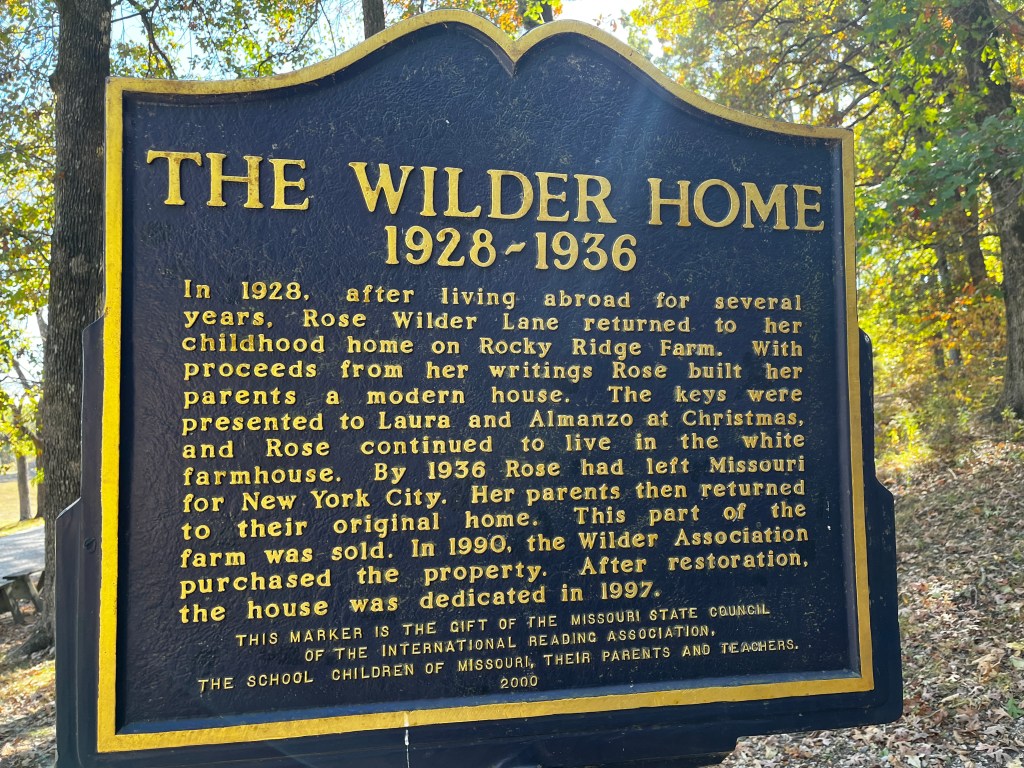 THE WILDER HOME
1928~1936
In 1928, after living abroad for several
years, Rose Wilder Lane returned to her
childhood home on Rocky Ridge Farm. With
proceeds from her writings Rose built her
parents a modern house. The keys were
presented to Laura and Almanzo at Christmas,
and Rose continued to live in the white
farmhouse. By 1936 Rose had left Missouri
for New York City. Her parents then returned
to their original home. This part of the
farm was sold. In 1990, the Wilder Association
purchased the property. After restoration,
the house was dedicated in 1997.
THIS MARKER IS THE GIFT OF THE MISSOURI STATE COUNCIL
OF THE INTERNATIONAL READING ASSOCIATION,
THE SCHOOL CHILDREN OF MISSOURI, THEIR PARENTS AND TEACHERS.
2000